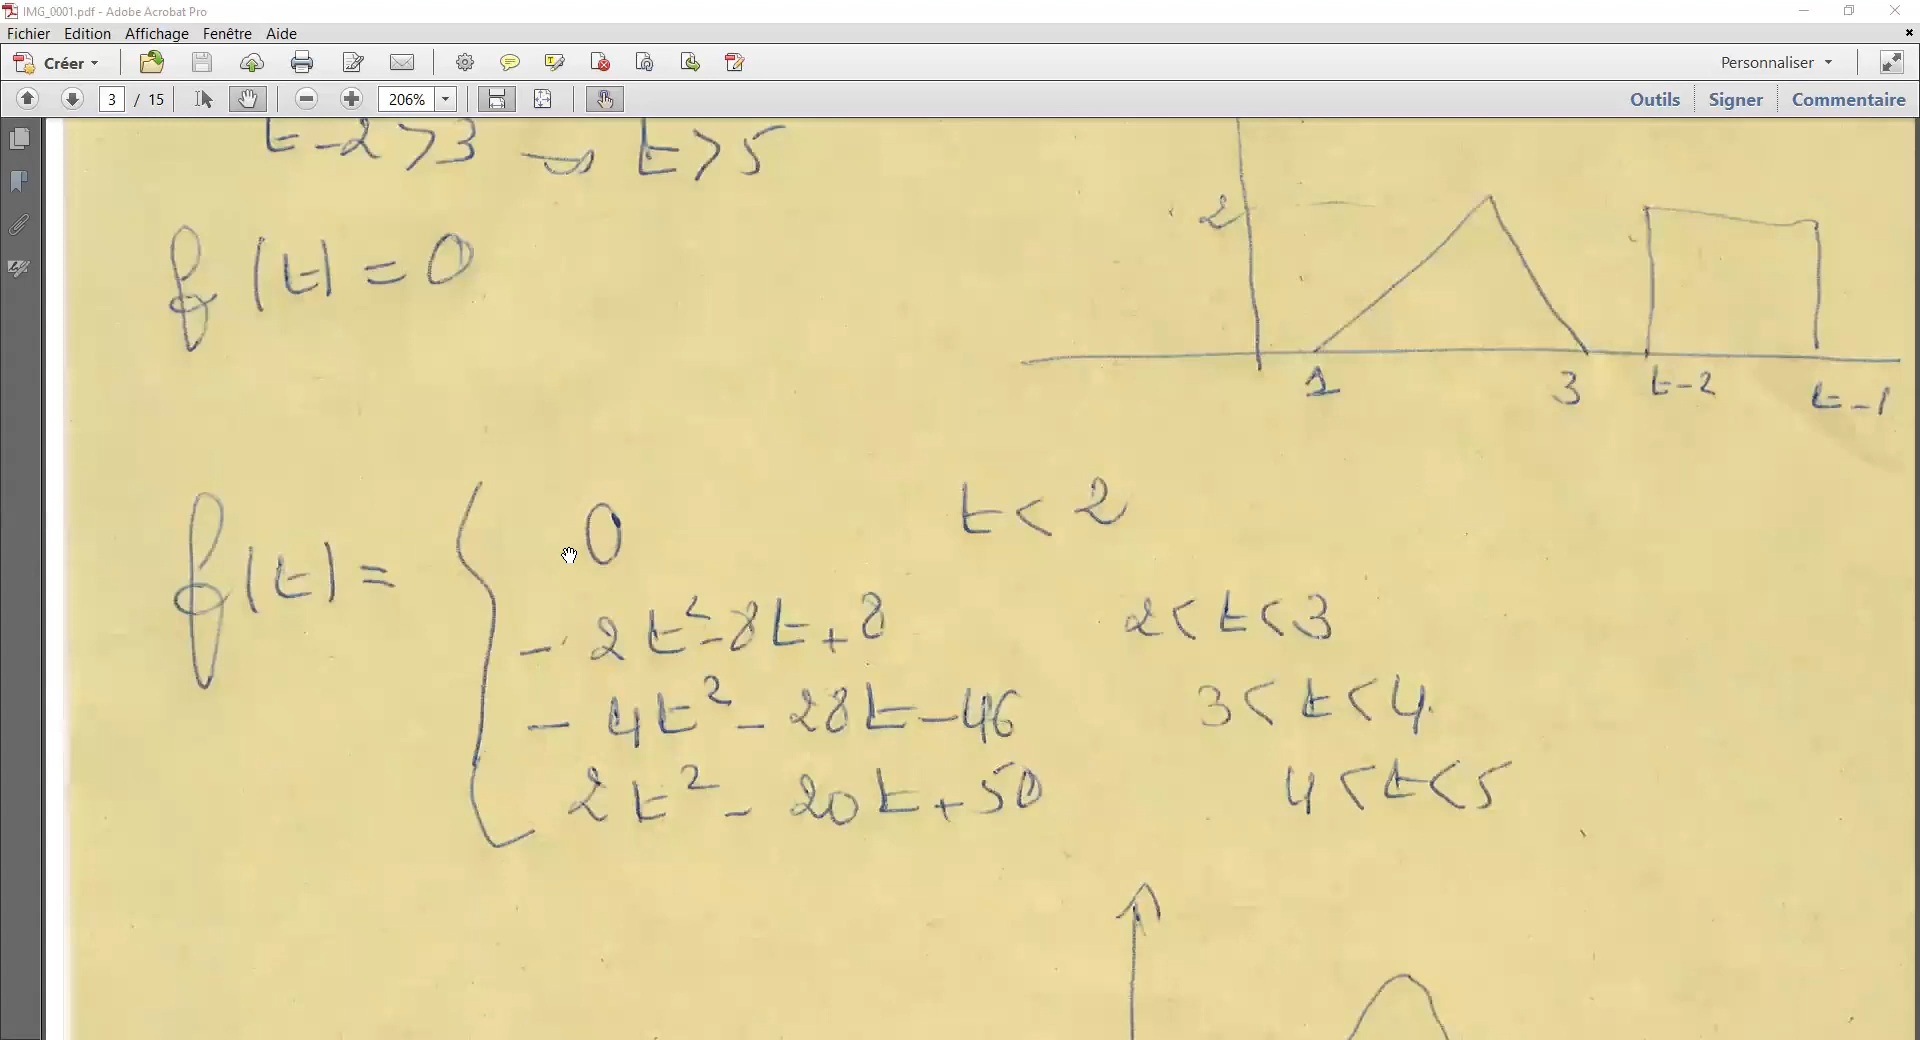 IMG_0001.pdf - Adobe Acrobat Pro
Fichier Edition Affichage Fenêtre Aide
Créer Personnaliser
3 / 15 206% Outils Signer Commentaire
t-2>3 ⇝ t>5
f(t)=0
2
1 3 t-2 t-1
f(t)= { 0 t<2
- 2t²-8t+8 2<t<3
- 4t²-28t-46 3<t<4
2t²-20t+50 4<t<5